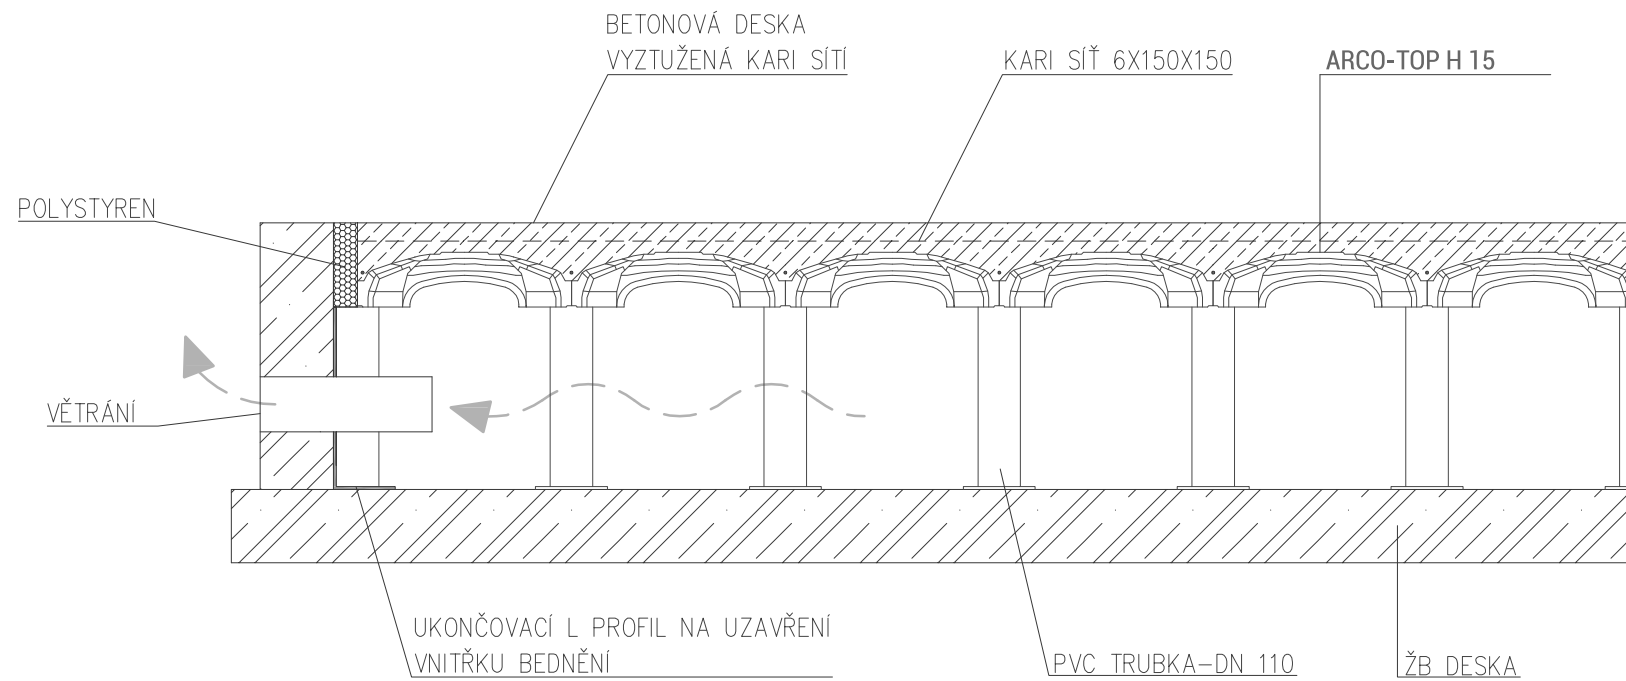 BETONOVÁ DESKA
VYZTUŽENÁ KARI SÍTÍ
KARI SÍŤ 6X150X150
ARCO-TOP H 15
POLYSTYREN
VĚTRÁNÍ
UKONČOVACÍ L PROFIL NA UZAVŘENÍ
VNITŘKU BEDNĚNÍ
PVC TRUBKA-DN 110
ŽB DESKA